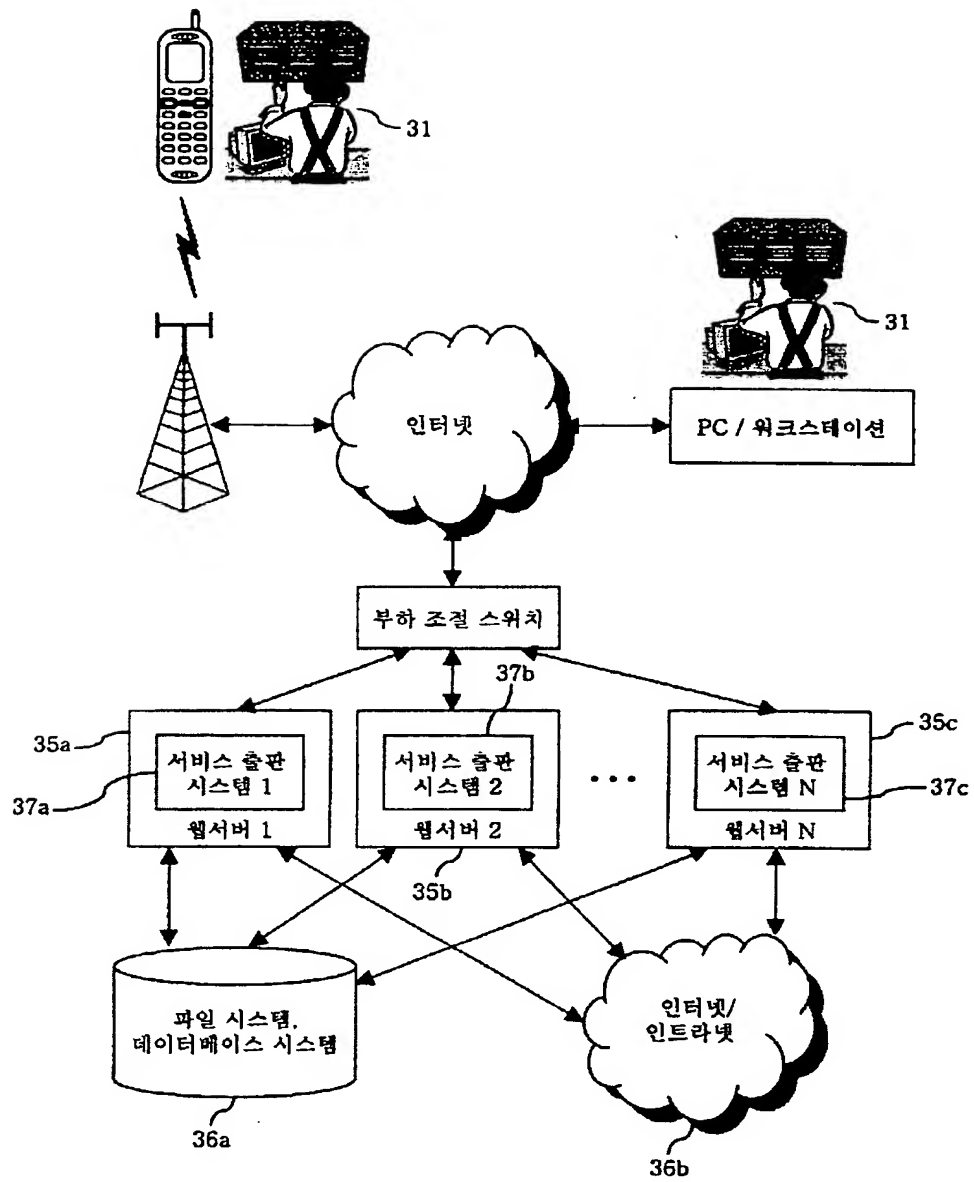 31
31
인터넷
PC / 워크스테이션
부하 조절 스위치
37b
35a
35c
서비스 출판
시스템 1
서비스 출판
시스템 2
...
서비스 출판
시스템 N
37a
37c
웹서버 1
웹서버 2
웹서버 N
35b
파일 시스템,
데이터베이스 시스템
인터넷/
인트라넷
36a
36b